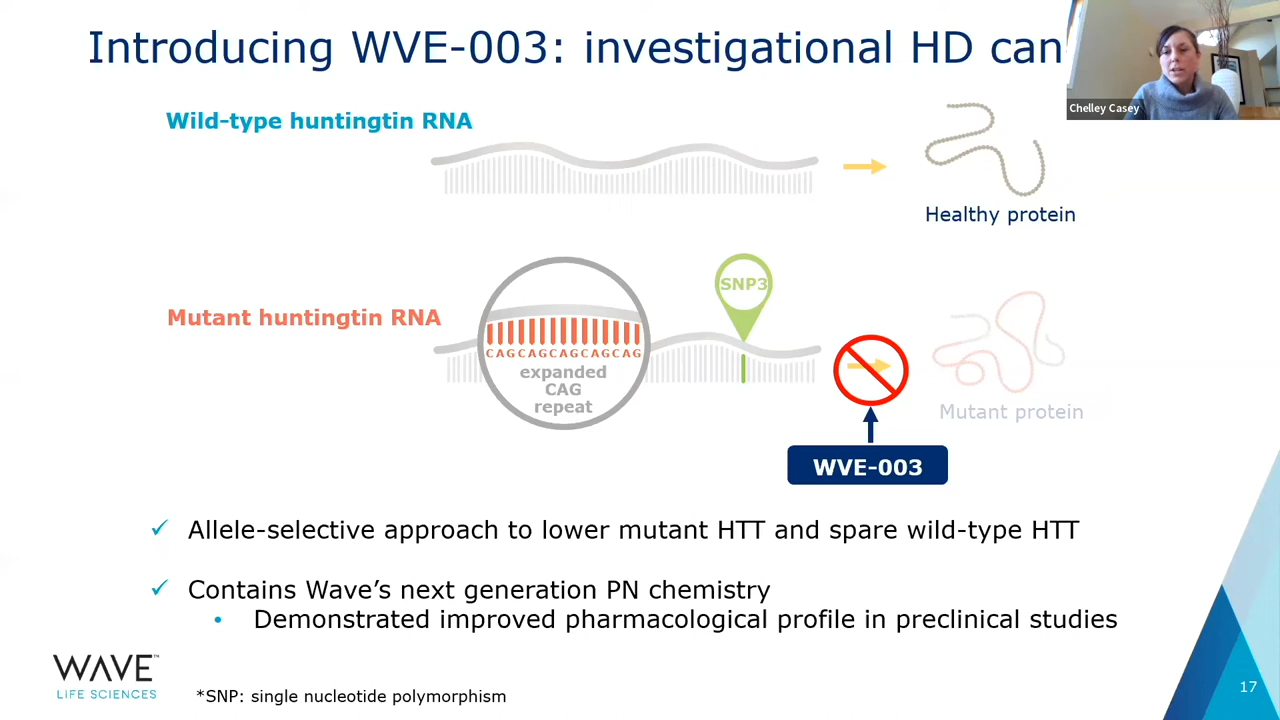 Introducing WVE-003: investigational HD can
Chelley Casey
Wild-type huntingtin RNA
Healthy protein
SNP3
Mutant huntingtin RNA
CAGCAGCAGCAGCAG
expanded
CAG
repeat
Mutant protein
WVE-003
✓ Allele-selective approach to lower mutant HTT and spare wild-type HTT
✓ Contains Wave’s next generation PN chemistry
• Demonstrated improved pharmacological profile in preclinical studies
WAVE™
LIFE SCIENCES
*SNP: single nucleotide polymorphism
17